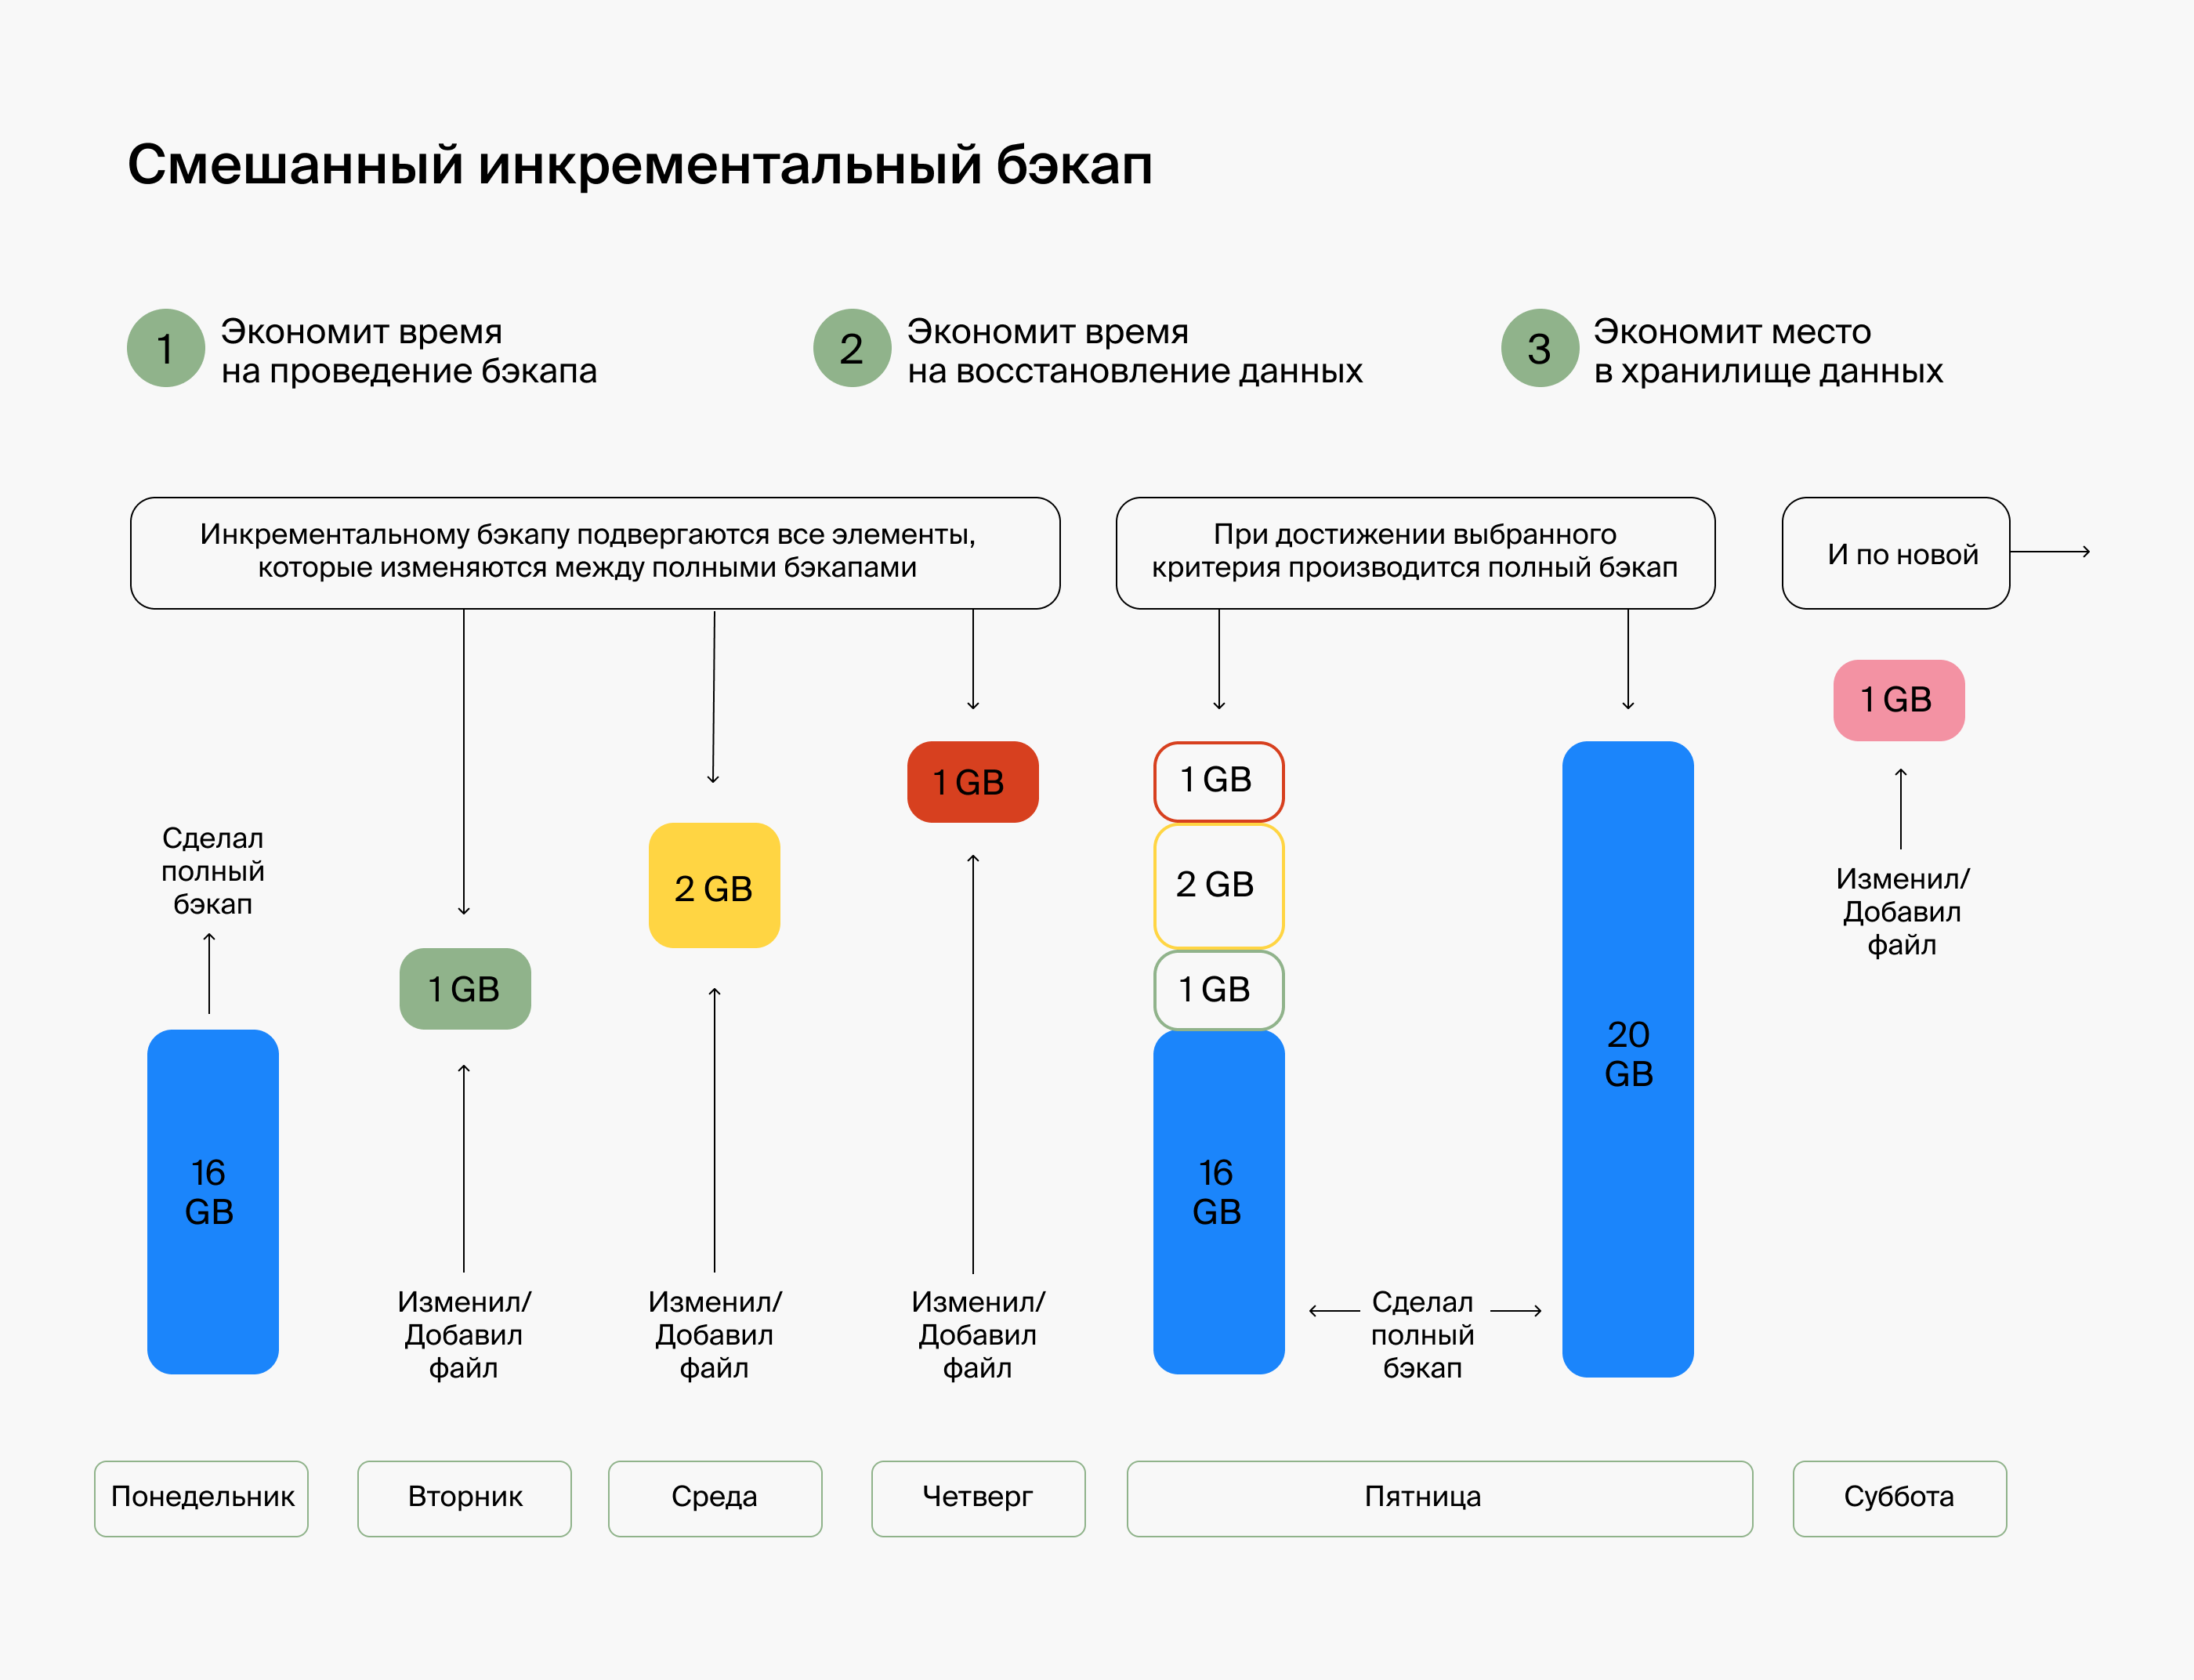 Смешанный инкрементальный бэкап
1
Экономит время
на проведение бэкапа
2
Экономит время
на восстановление данных
3
Экономит место
в хранилище данных
Инкрементальному бэкапу подвергаются все элементы,
которые изменяются между полными бэкапами
При достижении выбранного
критерия производится полный бэкап
И по новой
Сделал
полный
бэкап
16
GB
1 GB
Изменил/
Добавил
файл
2 GB
Изменил/
Добавил
файл
1 GB
Изменил/
Добавил
файл
1 GB
2 GB
1 GB
16
GB
Сделал
полный
бэкап
20
GB
1 GB
Изменил/
Добавил
файл
Понедельник
Вторник
Среда
Четверг
Пятница
Суббота